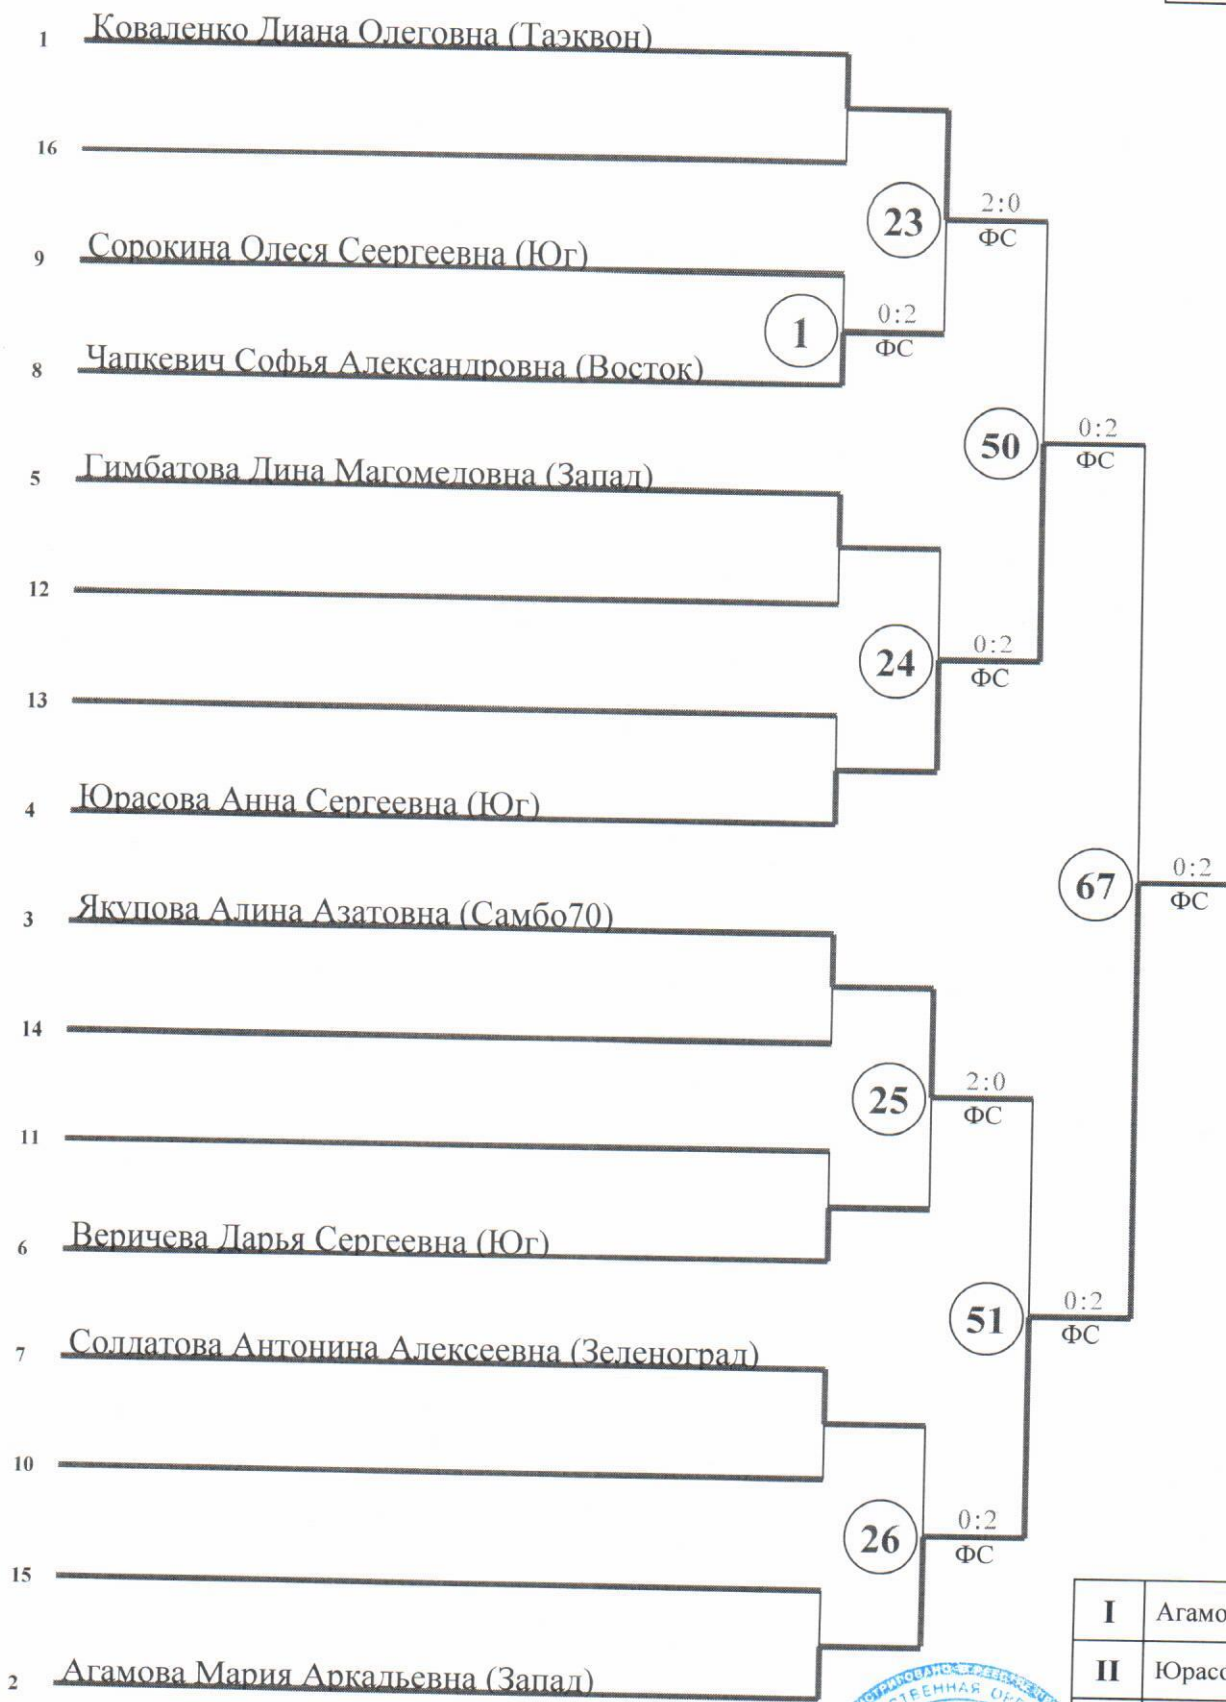 1 Коваленко Диана Олеговна (Таэквон)
16
23 2:0
ФС
9 Сорокина Олеся Сеергеевна (Юг)
1 0:2
ФС
8 Чапкевич Софья Александровна (Восток)
50 0:2
ФС
5 Гимбатова Дина Магомедовна (Запад)
12
24 0:2
ФС
13
4 Юрасова Анна Сергеевна (Юг)
67 0:2
ФС
3 Якупова Алина Азатовна (Самбо70)
14
25 2:0
ФС
11
6 Веричева Дарья Сергеевна (Юг)
51 0:2
ФС
7 Солдатова Антонина Алексеевна (Зеленоград)
10
26 0:2
ФС
15
I Агамо
II Юрасо
2 Агамова Мария Аркадьевна (Запад)